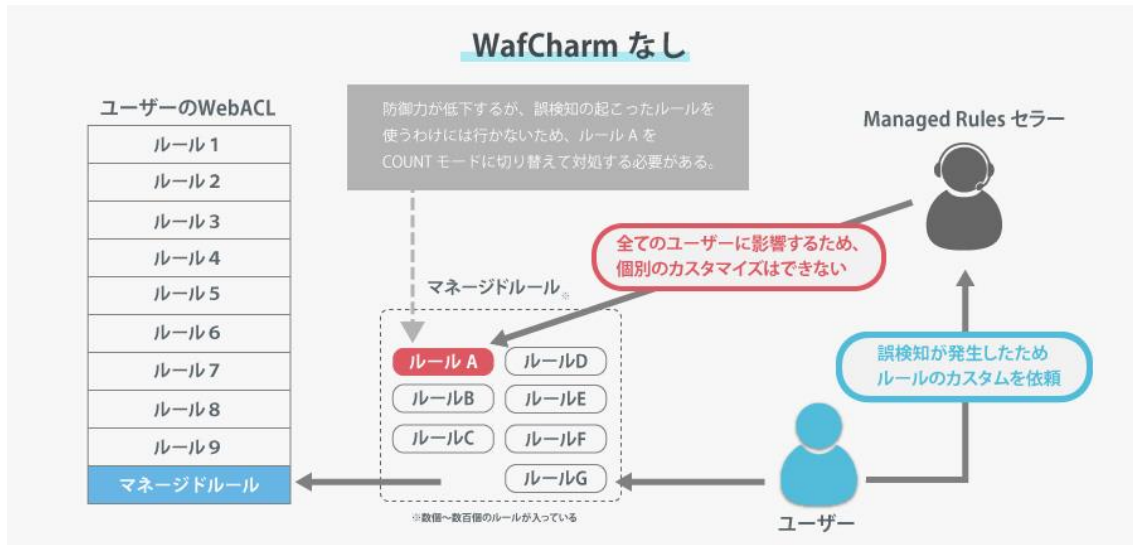 WafCharm なし
ユーザーのWebACL
ルール 1
ルール 2
ルール 3
ルール 4
ルール 5
ルール 6
ルール 7
ルール 8
ルール 9
マネージドルール
防御力が低下するが、誤検知の起こったルールを
使うわけには行かないため、ルール A を
COUNT モードに切り替えて対処する必要がある。
Managed Rules セラー
全てのユーザーに影響するため、
個別のカスタマイズはできない
マネージドルール※
ルール A
ルールB
ルールC
ルールD
ルールE
ルールF
ルールG
※数個～数百個のルールが入っている
誤検知が発生したため
ルールのカスタムを依頼
ユーザー